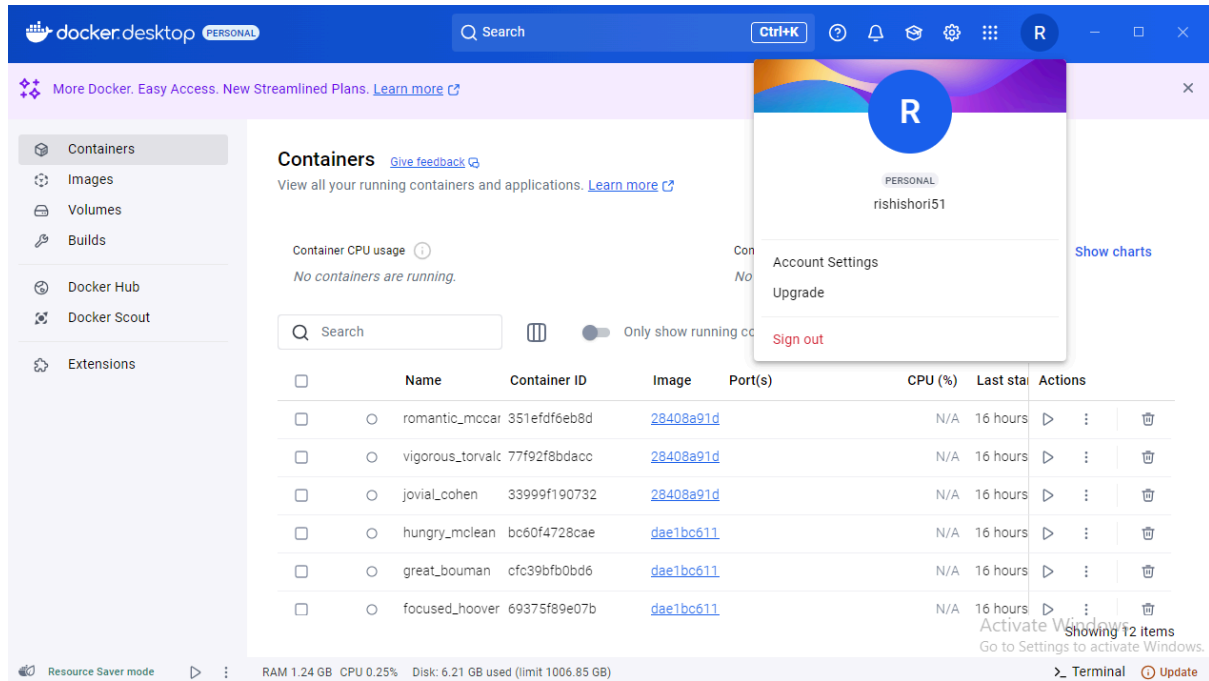 docker.desktop PERSONAL Search Ctrl+K R
More Docker. Easy Access. New Streamlined Plans. Learn more
R
PERSONAL
rishishori51
Account Settings
Upgrade
Sign out
Containers
Images
Volumes
Builds
Docker Hub
Docker Scout
Extensions
Containers Give feedback
View all your running containers and applications. Learn more
Container CPU usage Con Show charts
No containers are running. No
Search Only show running co
Name Container ID Image Port(s) CPU (%) Last sta Actions
romantic_mccar 351efdf6eb8d 28408a91d N/A 16 hours
vigorous_torvalc 77f92f8bdacc 28408a91d N/A 16 hours
jovial_cohen 33999f190732 28408a91d N/A 16 hours
hungry_mclean bc60f4728cae dae1bc611 N/A 16 hours
great_bouman cfc39bfb0bd6 dae1bc611 N/A 16 hours
focused_hoover 69375f89e07b dae1bc611 N/A 16 hours
Activate Windows
Showing 12 items
Go to Settings to activate Windows.
Resource Saver mode RAM 1.24 GB CPU 0.25% Disk: 6.21 GB used (limit 1006.85 GB) >_ Terminal Update